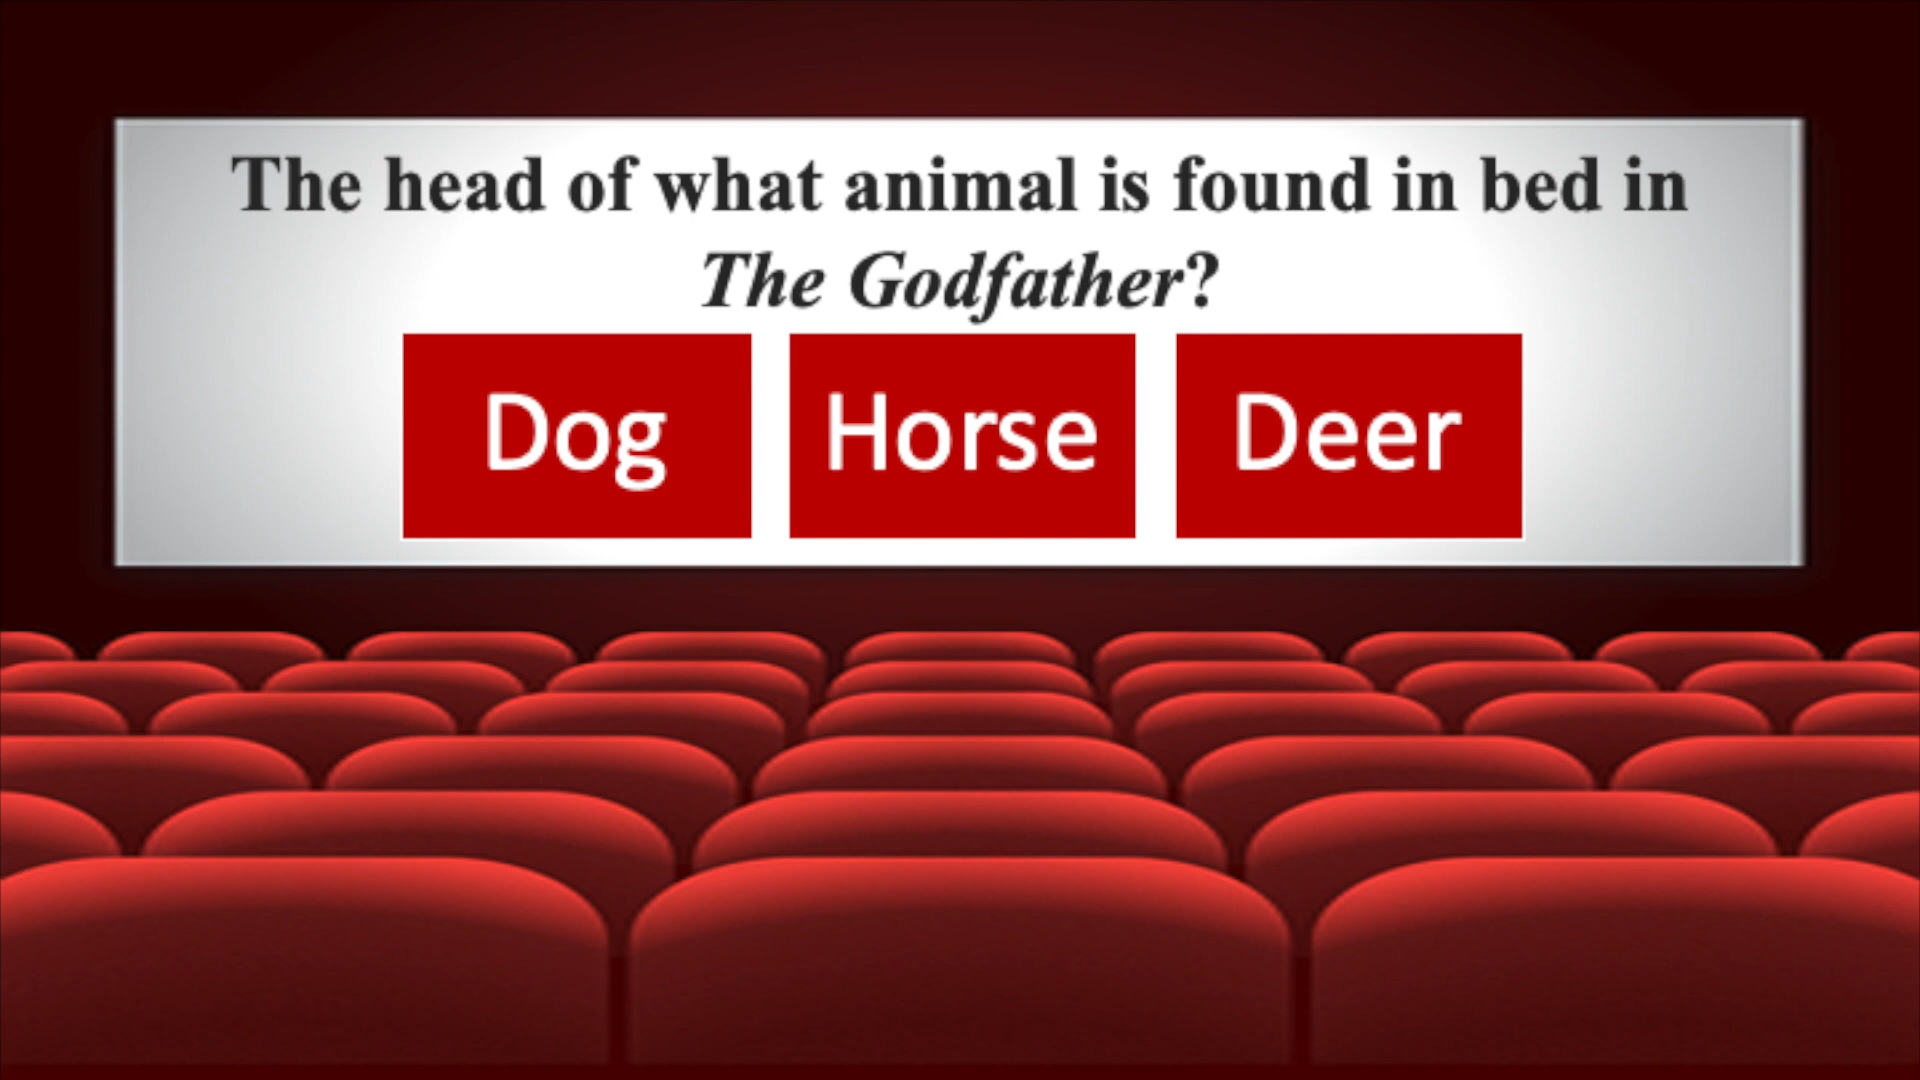 The head of what animal is found in bed in
The Godfather?
Dog Horse Deer